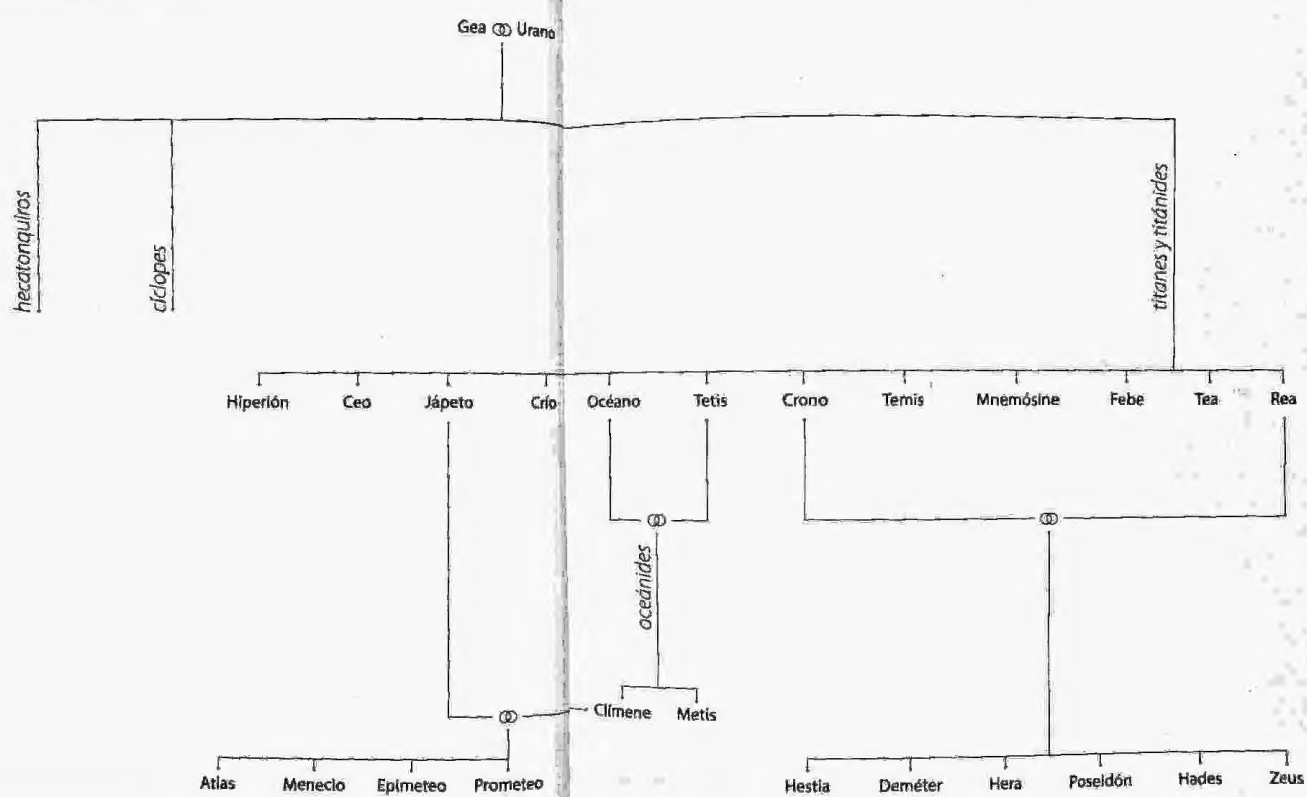 Gea Urano
hecatonquiros
cíclopes
titanes y titánides
Hiperión Ceo Jápeto Crío Océano Tetis Crono Temis Mnemósine Febe Tea Rea
oceánides
Clímene Metis
Atlas Menecio Epimeteo Prometeo Hestia Deméter Hera Poseidón Hades Zeus